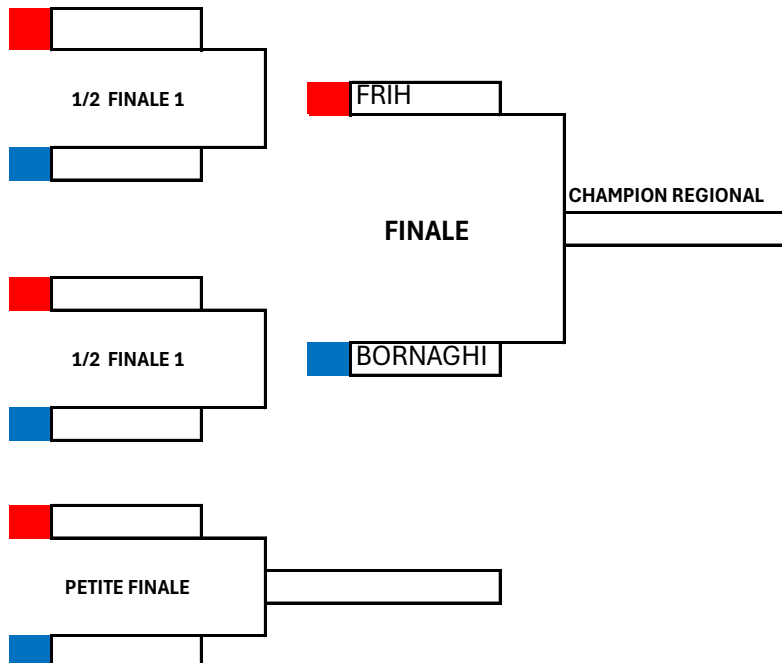 1/2 FINALE 1
FRIH
CHAMPION REGIONAL
FINALE
1/2 FINALE 1
BORNAGHI
PETITE FINALE